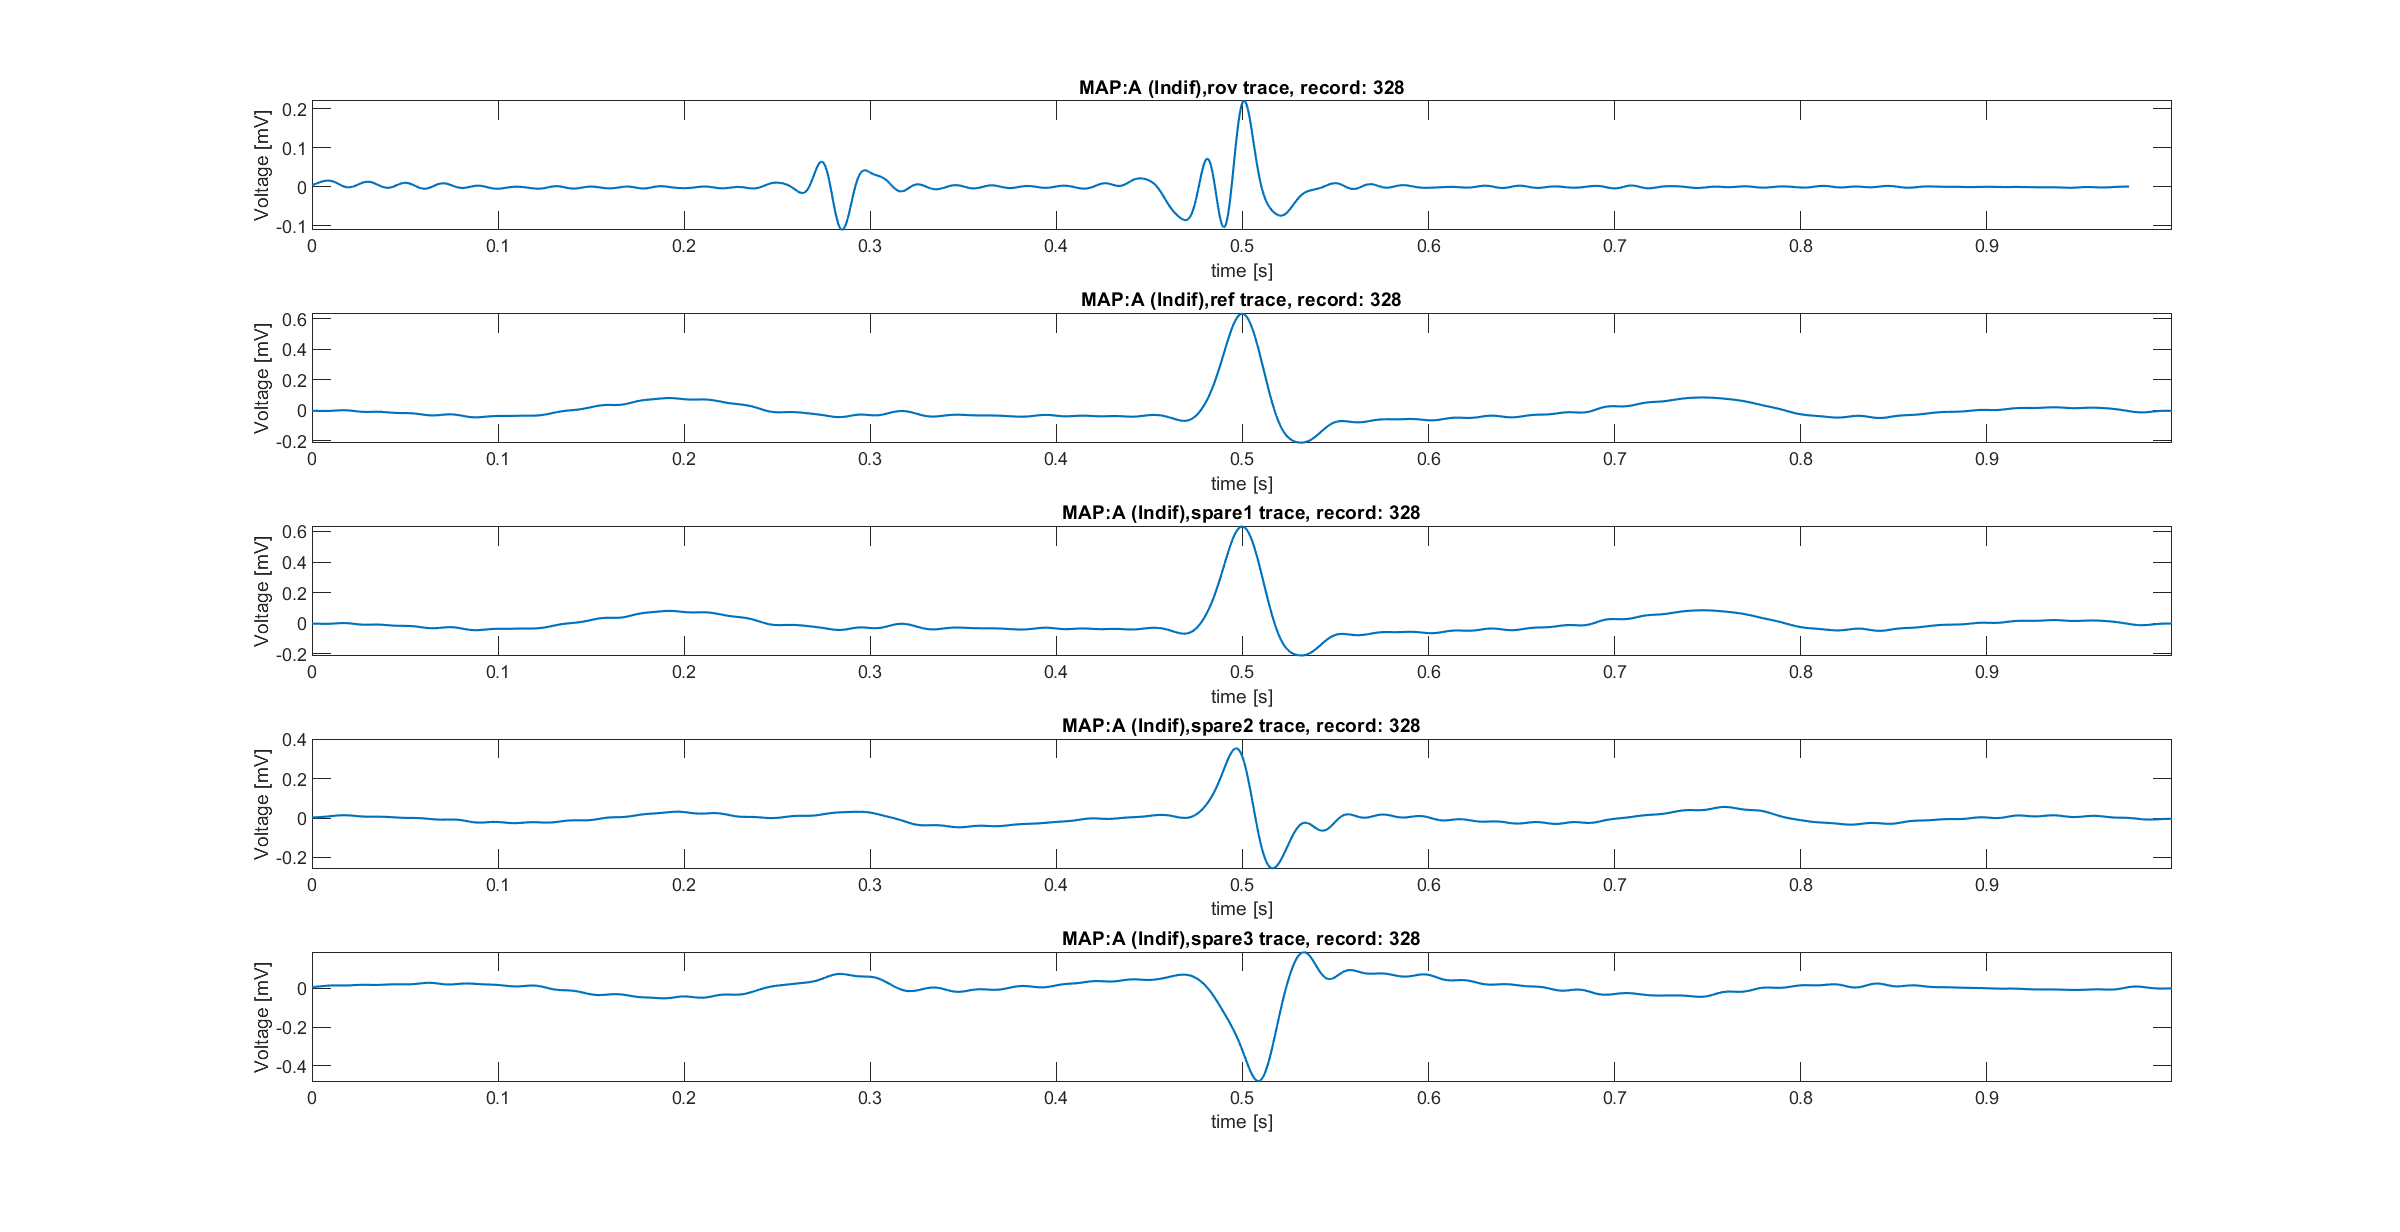 MAP:A (Indif),rov trace, record: 328
Voltage [mV]
0.2
0.1
0
-0.1
0 0.1 0.2 0.3 0.4 0.5 0.6 0.7 0.8 0.9
time [s]
MAP:A (Indif),ref trace, record: 328
Voltage [mV]
0.6
0.4
0.2
0
-0.2
0 0.1 0.2 0.3 0.4 0.5 0.6 0.7 0.8 0.9
time [s]
MAP:A (Indif),spare1 trace, record: 328
Voltage [mV]
0.6
0.4
0.2
0
-0.2
0 0.1 0.2 0.3 0.4 0.5 0.6 0.7 0.8 0.9
time [s]
MAP:A (Indif),spare2 trace, record: 328
Voltage [mV]
0.4
0.2
0
-0.2
0 0.1 0.2 0.3 0.4 0.5 0.6 0.7 0.8 0.9
time [s]
MAP:A (Indif),spare3 trace, record: 328
Voltage [mV]
0
-0.2
-0.4
0 0.1 0.2 0.3 0.4 0.5 0.6 0.7 0.8 0.9
time [s]